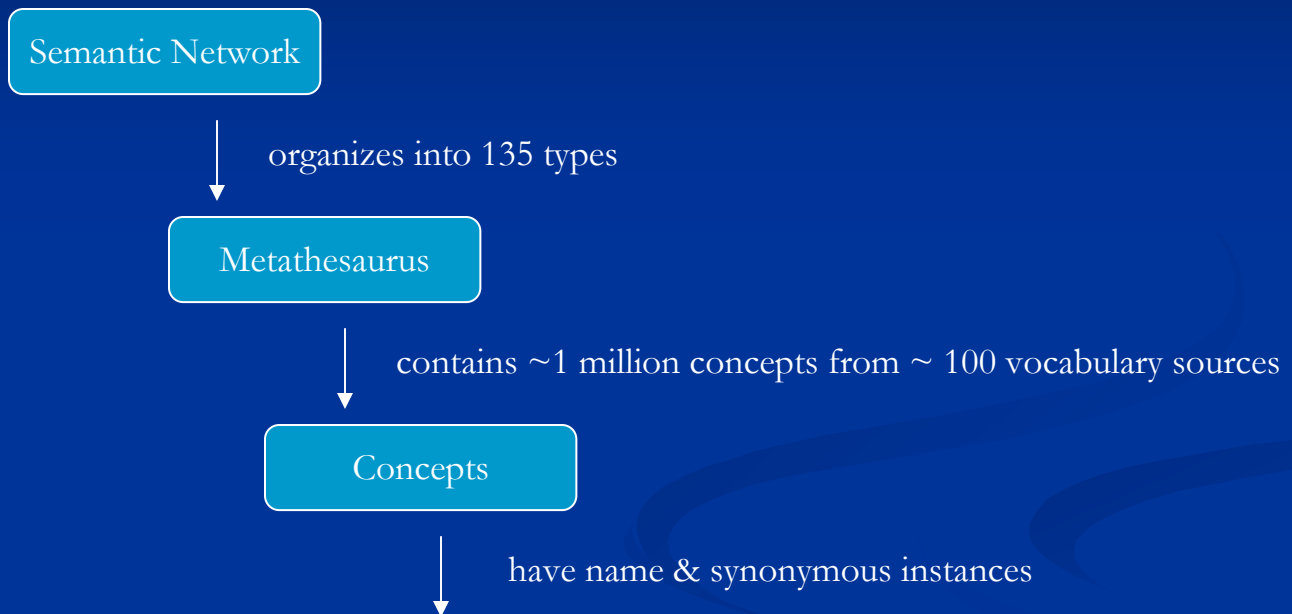 Semantic Network
organizes into 135 types
Metathesaurus
contains ~1 million concepts from ~ 100 vocabulary sources
Concepts
have name & synonymous instances